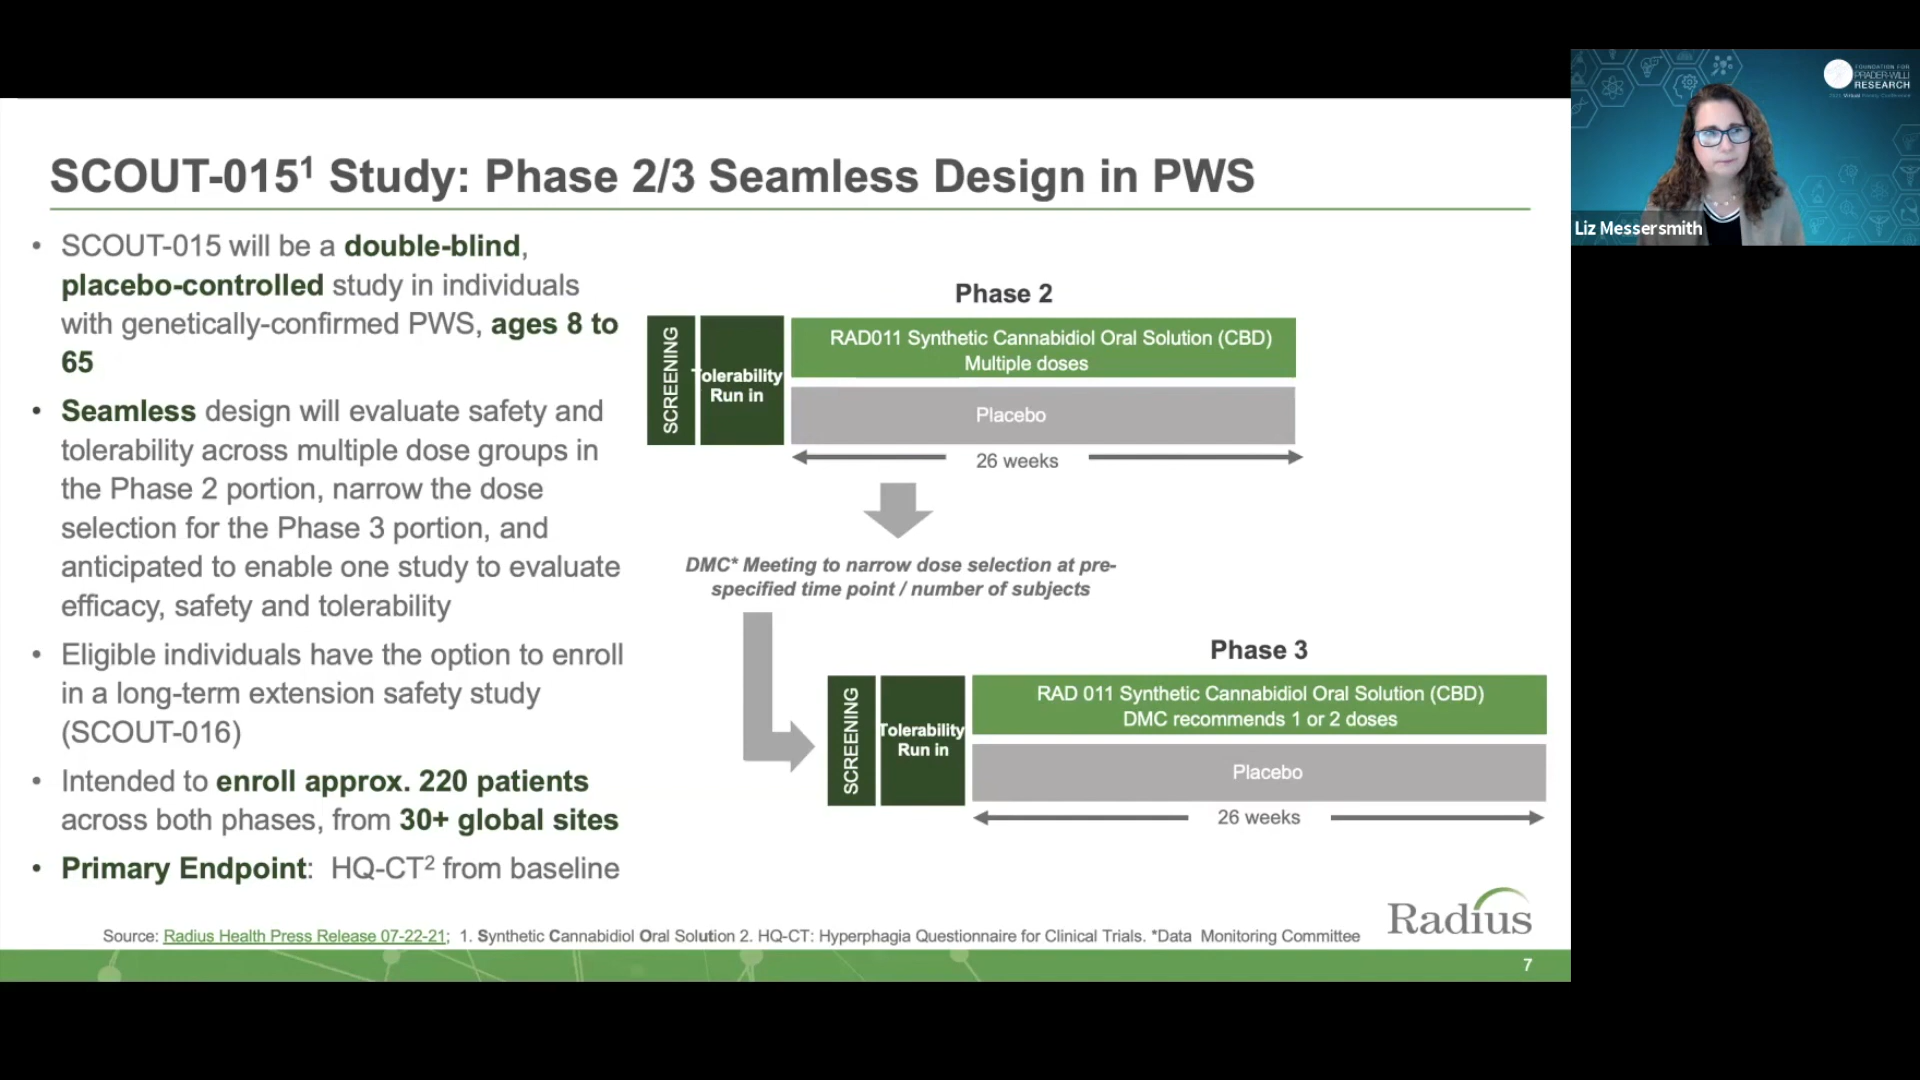 SCOUT-015¹ Study: Phase 2/3 Seamless Design in PWS
• SCOUT-015 will be a double-blind,
placebo-controlled study in individuals
with genetically-confirmed PWS, ages 8 to
65
• Seamless design will evaluate safety and
tolerability across multiple dose groups in
the Phase 2 portion, narrow the dose
selection for the Phase 3 portion, and
anticipated to enable one study to evaluate
efficacy, safety and tolerability
• Eligible individuals have the option to enroll
in a long-term extension safety study
(SCOUT-016)
• Intended to enroll approx. 220 patients
across both phases, from 30+ global sites
• Primary Endpoint: HQ-CT² from baseline
Phase 2
SCREENING
Tolerability
Run in
RAD011 Synthetic Cannabidiol Oral Solution (CBD)
Multiple doses
Placebo
26 weeks
DMC* Meeting to narrow dose selection at pre-
specified time point / number of subjects
Phase 3
SCREENING
Tolerability
Run in
RAD 011 Synthetic Cannabidiol Oral Solution (CBD)
DMC recommends 1 or 2 doses
Placebo
26 weeks
Radius
Source: Radius Health Press Release 07-22-21; 1. Synthetic Cannabidiol Oral Solution 2. HQ-CT: Hyperphagia Questionnaire for Clinical Trials. *Data Monitoring Committee
7
FOUNDATION FOR
PRADER-WILLI
RESEARCH
2021 Virtual Family Conference
Liz Messersmith